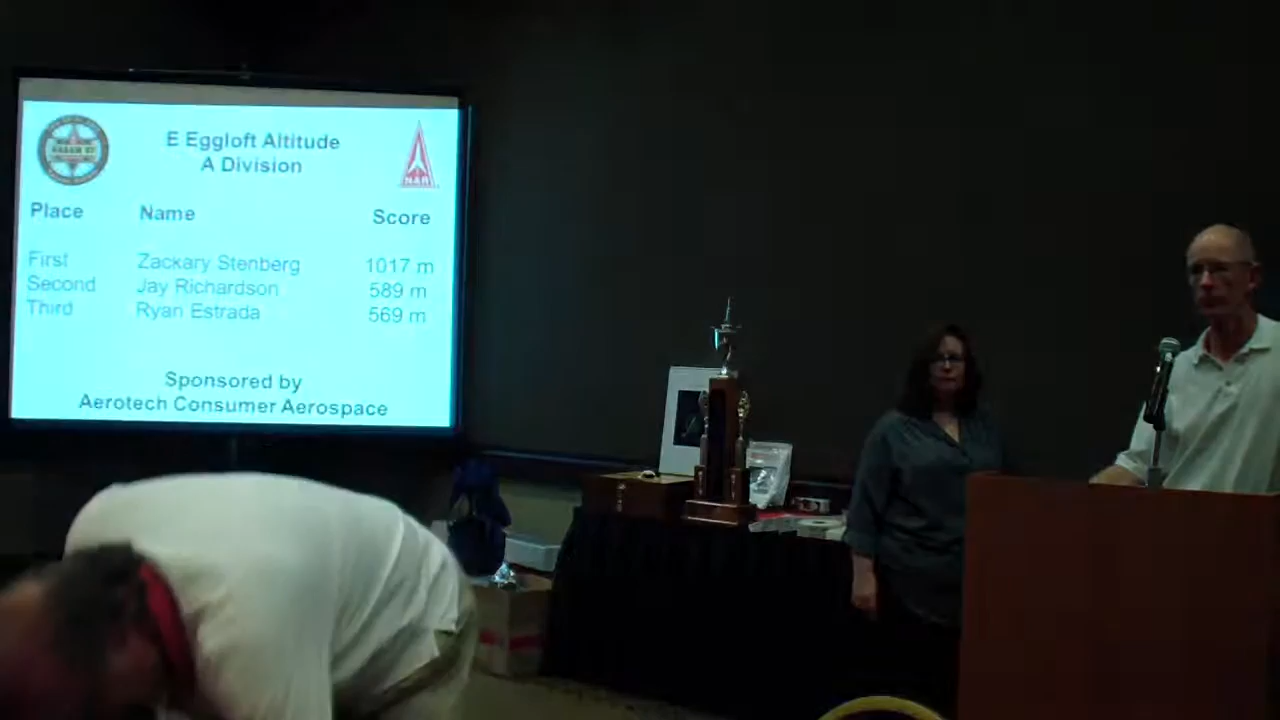 E Eggloft Altitude
A Division
NAR
Place Name Score
First Zackary Stenberg 1017 m
Second Jay Richardson 589 m
Third Ryan Estrada 569 m
Sponsored by
Aerotech Consumer Aerospace